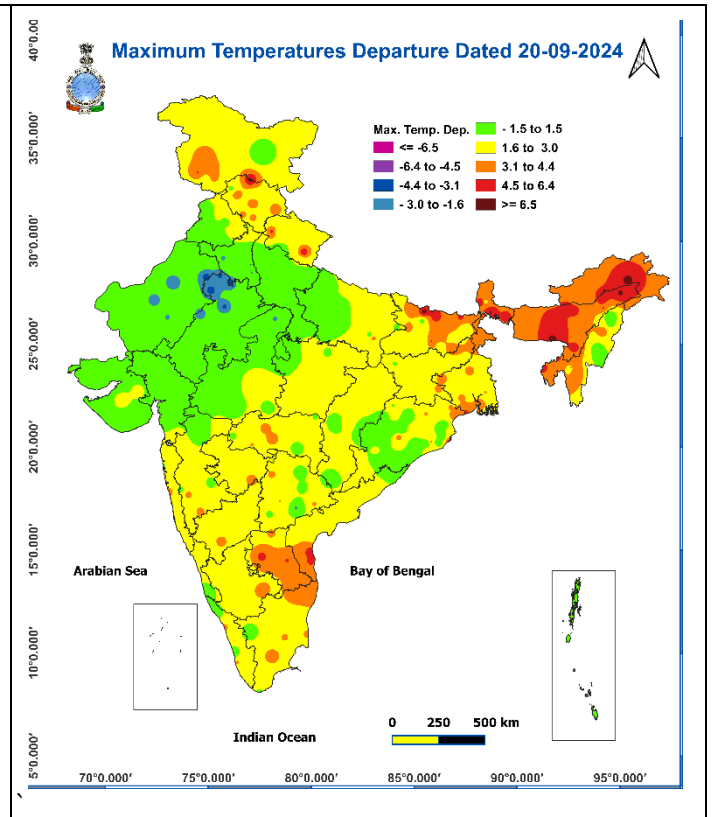 Maximum Temperatures Departure Dated 20-09-2024
Max. Temp. Dep.
<= -6.5
-6.4 to -4.5
-4.4 to -3.1
- 3.0 to -1.6
- 1.5 to 1.5
1.6 to 3.0
3.1 to 4.4
4.5 to 6.4
>= 6.5
40°0.00
35°0.000'
30°0.000'
25°0.000'
20°0.000'
15°0.000'
10°0.000'
5°0.000'
Arabian Sea
Bay of Bengal
Indian Ocean
0 250 500 km
70°0.000' 75°0.000' 80°0.000' 85°0.000' 90°0.000' 95°0.000'
`